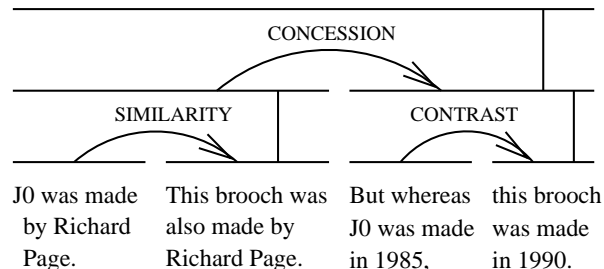 CONCESSION
SIMILARITY
CONTRAST
J0 was made
by Richard
Page.
This brooch was
also made by
Richard Page.
But whereas
J0 was made
in 1985,
this brooch
was made
in 1990.